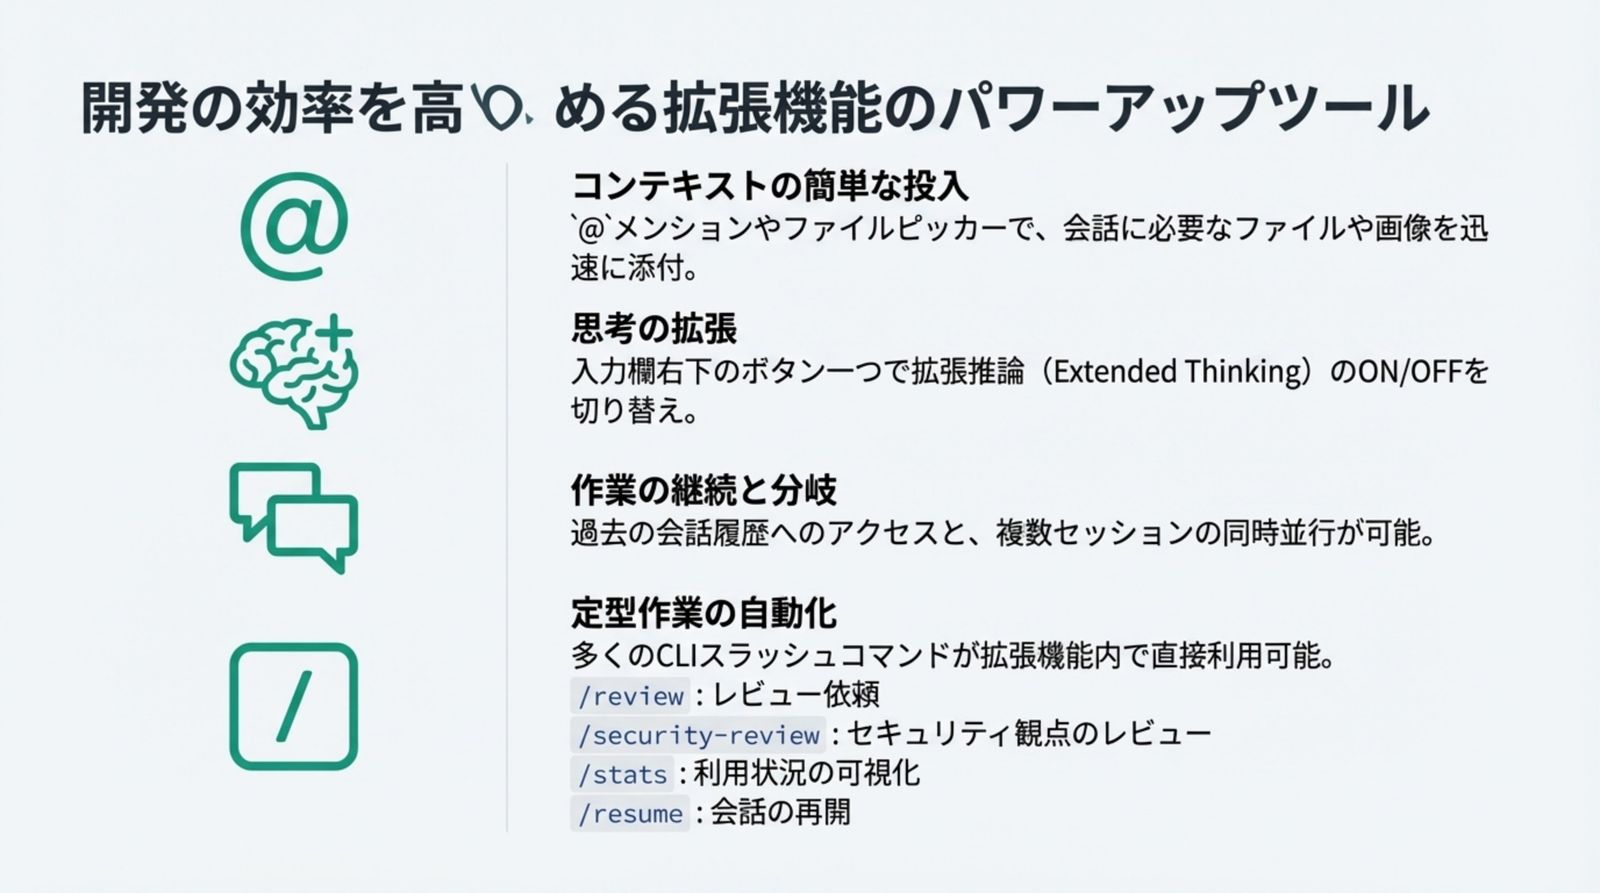 開発の効率を高 める拡張機能のパワーアップツール
@
コンテキストの簡単な投入
`@`メンションやファイルピッカーで、会話に必要なファイルや画像を迅
速に添付。
思考の拡張
入力欄右下のボタン一つで拡張推論（Extended Thinking）のON/OFFを
切り替え。
作業の継続と分岐
過去の会話履歴へのアクセスと、複数セッションの同時並行が可能。
/
定型作業の自動化
多くのCLIスラッシュコマンドが拡張機能内で直接利用可能。
/review : レビュー依頼
/security-review : セキュリティ観点のレビュー
/stats : 利用状況の可視化
/resume : 会話の再開